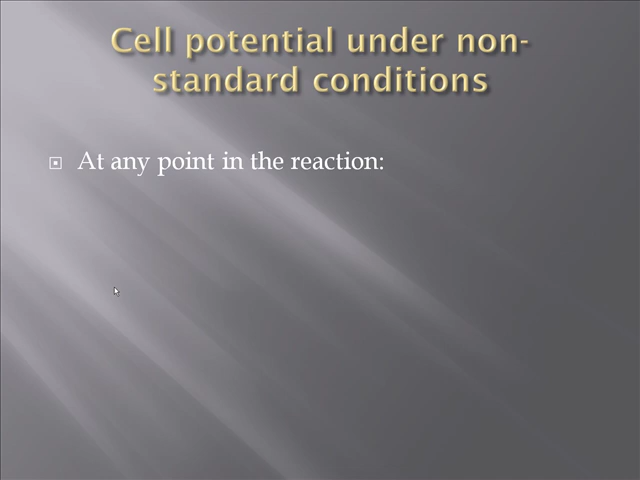 Cell potential under non-
standard conditions
At any point in the reaction: